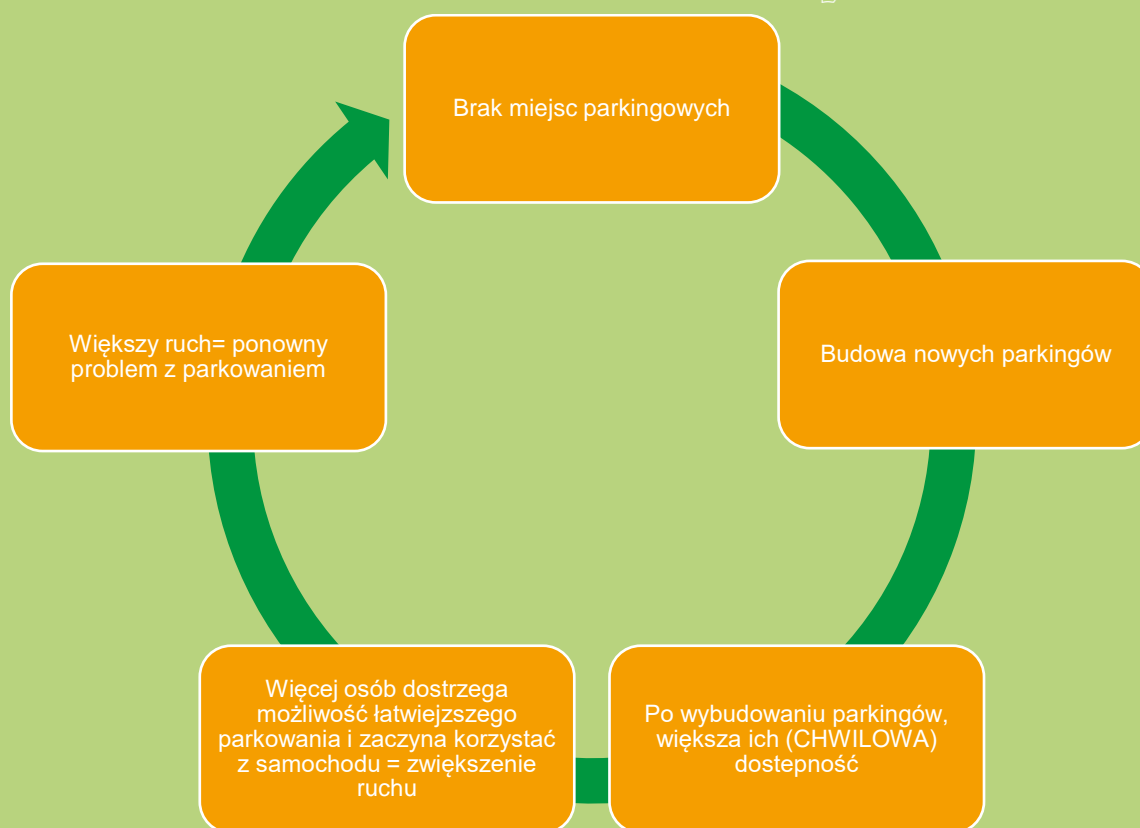 Brak miejsc parkingowych
Budowa nowych parkingów
Po wybudowaniu parkingów,
większa ich (CHWILOWA)
dostepność
Więcej osób dostrzega
możliwość łatwiejzszego
parkowania i zaczyna korzystać
z samochodu = zwiększenie
ruchu
Większy ruch= ponowny
problem z parkowaniem